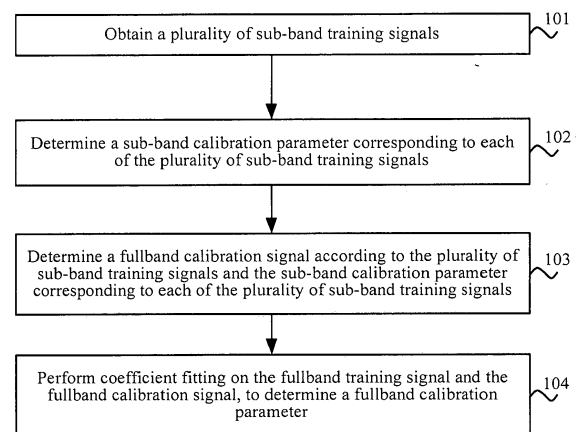 Obtain a plurality of sub-band training signals
101
Determine a sub-band calibration parameter corresponding to each
of the plurality of sub-band training signals
102
Determine a fullband calibration signal according to the plurality of
sub-band training signals and the sub-band calibration parameter
corresponding to each of the plurality of sub-band training signals
103
Perform coefficient fitting on the fullband training signal and the
fullband calibration signal, to determine a fullband calibration
parameter
104